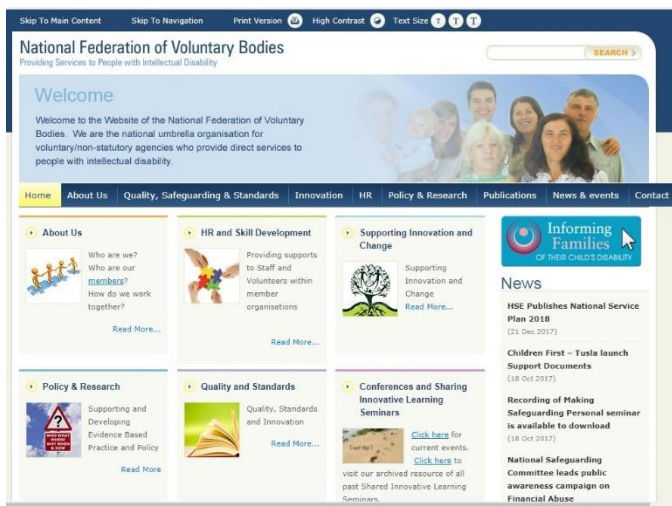 Skip To Main Content Skip To Navigation Print Version High Contrast Text Size T T T
National Federation of Voluntary Bodies
Providing Services to People with Intellectual Disability
SEARCH
Welcome
Welcome to the Website of the National Federation of Voluntary
Bodies. We are the national umbrella organisation for
voluntary/non-statutory agencies who provide direct services to
people with intellectual disability.
Home About Us Quality, Safeguarding & Standards Innovation HR Policy & Research Publications News & events Contact
About Us
Who are we?
Who are our
members?
How do we work
together?
Read More...
HR and Skill Development
Providing supports
to Staff and
Volunteers within
member
organisations
Read More...
Supporting Innovation and
Change
Supporting
Innovation and
Change
Read More...
Informing
Families
OF THEIR CHILD'S DISABILITY
Policy & Research
?
WHO WHAT
WHERE
WHY WHEN
& HOW
Supporting and
Developing
Evidence Based
Practice and Policy
Read More
Quality and Standards
Quality, Standards
and Innovation
Read More...
Conferences and Sharing
Innovative Learning
Seminars
Click here for
current events.
Click here to
visit our archived resource of all
past Shared Innovative Learning
Seminars.
News
HSE Publishes National Service
Plan 2018
(21 Dec 2017)
Children First – Tusla launch
Support Documents
(18 Oct 2017)
Recording of Making
Safeguarding Personal seminar
is available to download
(18 Oct 2017)
National Safeguarding
Committee leads public
awareness campaign on
Financial Abuse